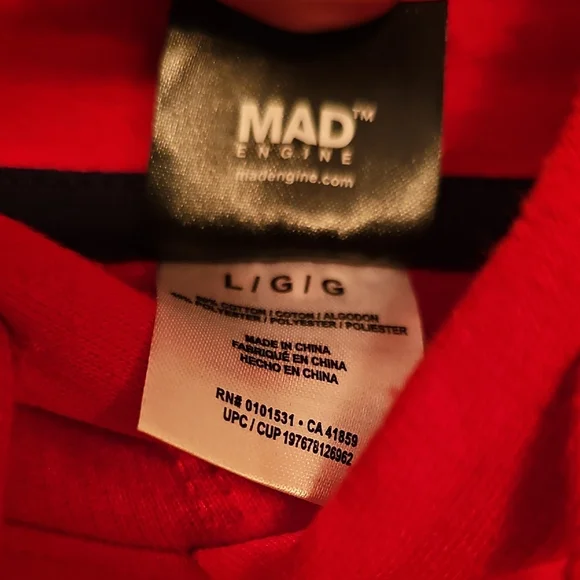 MAD™
ENGINE
madengine.com
L / G / G
COTTON / COTON / ALGODON
POLYESTER / POLYESTER / POLIESTER
MADE IN CHINA
FABRIQUÉ EN CHINA
HECHO EN CHINA
RN# 0101531 • CA 41859
UPC / CUP 197678126962